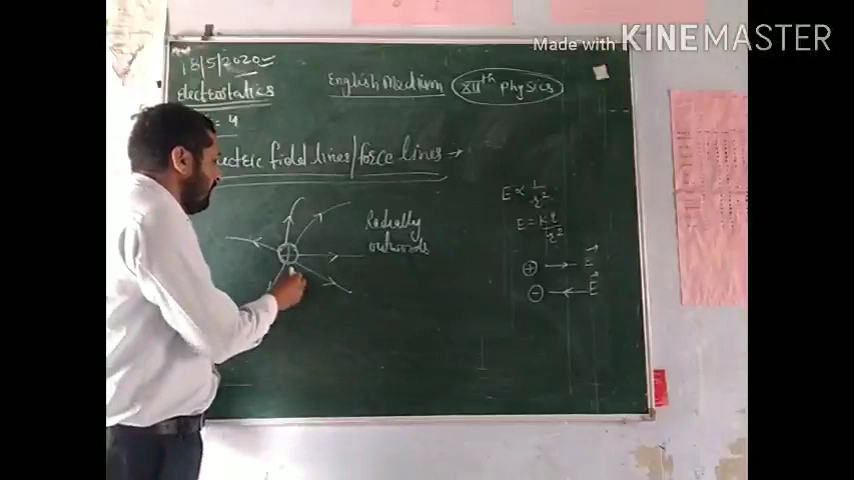 Made with KINEMASTER
18/5/2020
Electrostatics
= 4
English Medium XIIth Physics
ectric field lines/force lines →
Radially
outwards
E ∝ 1/r²
E = Kq/r²
⊕ → E⃗
⊖ ← E⃗